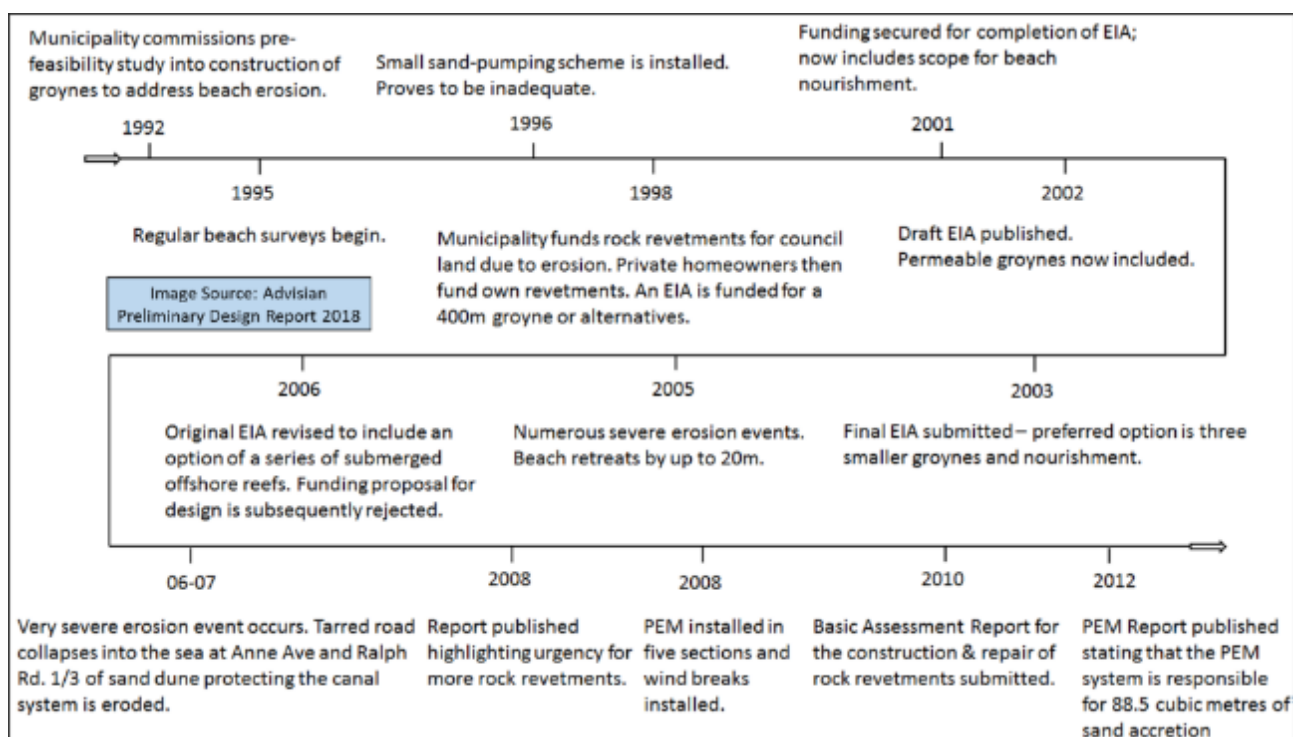 Municipality commissions pre-
feasibility study into construction of
groynes to address beach erosion.
1992
Small sand-pumping scheme is installed.
Proves to be inadequate.
1996
Funding secured for completion of EIA;
now includes scope for beach
nourishment.
2001
1995
Regular beach surveys begin.
Image Source: Advisian
Preliminary Design Report 2018
1998
Municipality funds rock revetments for council
land due to erosion. Private homeowners then
fund own revetments. An EIA is funded for a
400m groyne or alternatives.
2002
Draft EIA published.
Permeable groynes now included.
2006
Original EIA revised to include an
option of a series of submerged
offshore reefs. Funding proposal for
design is subsequently rejected.
2005
Numerous severe erosion events.
Beach retreats by up to 20m.
2003
Final EIA submitted – preferred option is three
smaller groynes and nourishment.
06-07
Very severe erosion event occurs. Tarred road
collapses into the sea at Anne Ave and Ralph
Rd. 1/3 of sand dune protecting the canal
system is eroded.
2008
Report published
highlighting urgency for
more rock revetments.
2008
PEM installed in
five sections and
wind breaks
installed.
2010
Basic Assessment Report for
the construction & repair of
rock revetments submitted.
2012
PEM Report published
stating that the PEM
system is responsible
for 88.5 cubic metres of
sand accretion